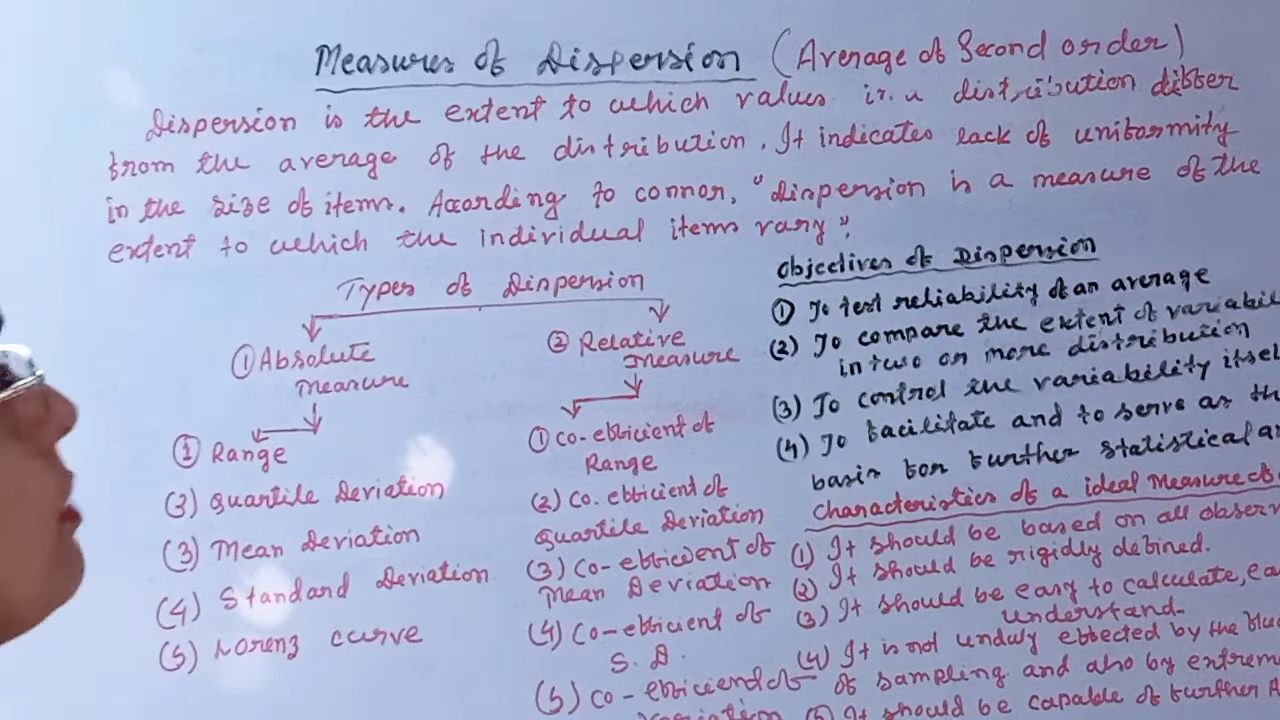 Measures of Dispersion (Average of Second order)
Dispersion is the extent to which values in a distribution differ
from the average of the distribution. It indicates lack of uniformity
in the size of items. According to connor, "dispersion is a measure of the
extent to which the individual items vary".
Types of Dispersion
① Absolute
measure
① Range
(3) Quartile Deviation
(3) Mean Deviation
(4) Standard Deviation
(5) Lorenz curve
② Relative
measure
① Co-efficient of
Range
(2) Co. efficient of
Quartile Deviation
(3) Co-efficient of
Mean Deviation
(4) Co-efficient of
S.D.
(5) Co-efficient of
Objectives of Dispersion
① To test reliability of an average
(2) To compare the extent of
in two or more distribution
(3) To control the variability
(4) To facilitate and to serve as
basis for further statistical
Characteristics of a ideal Measure of
(1) It should be based on all
(2) It should be rigidly defined.
(3) It should be easy to calculate,
understand.
(4) It is not unduly effected by the
of sampling and also by
(5) It should be capable of further